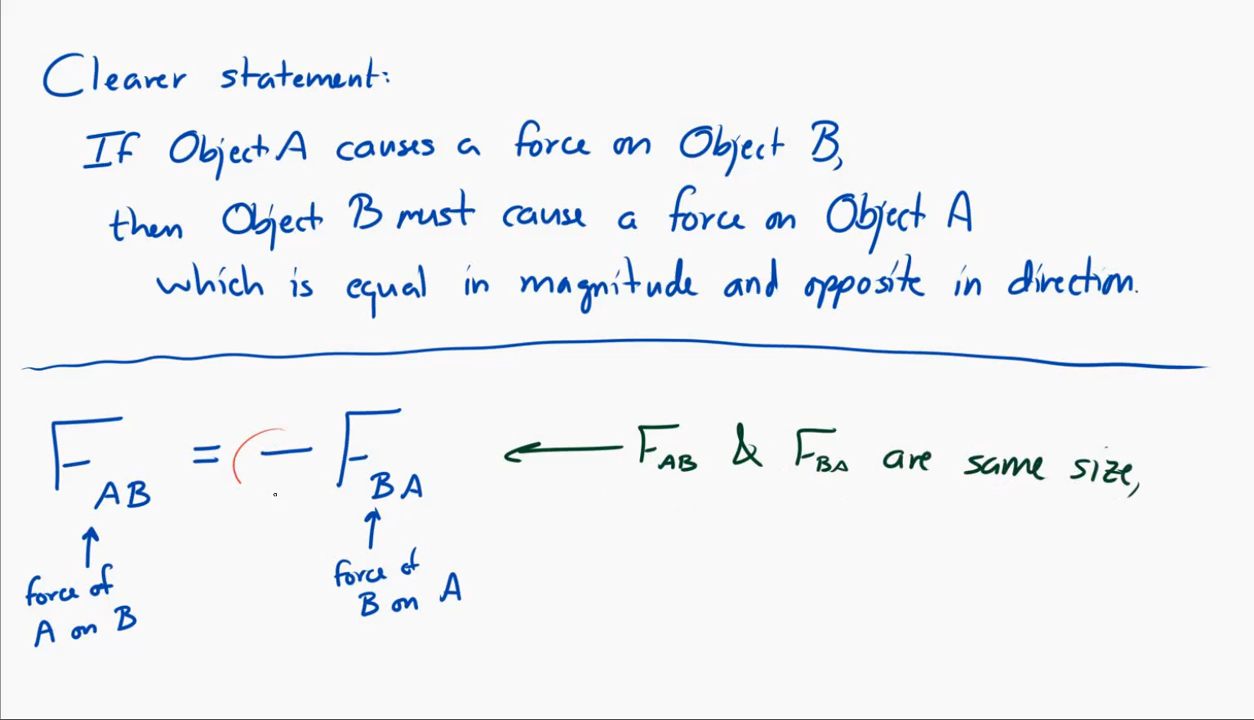 Clearer statement:
If Object A causes a force on Object B,
then Object B must cause a force on Object A
which is equal in magnitude and opposite in direction.
F_AB = - F_BA ← F_AB & F_BA are same size,
↑ ↑
force of
A on B
force of
B on A